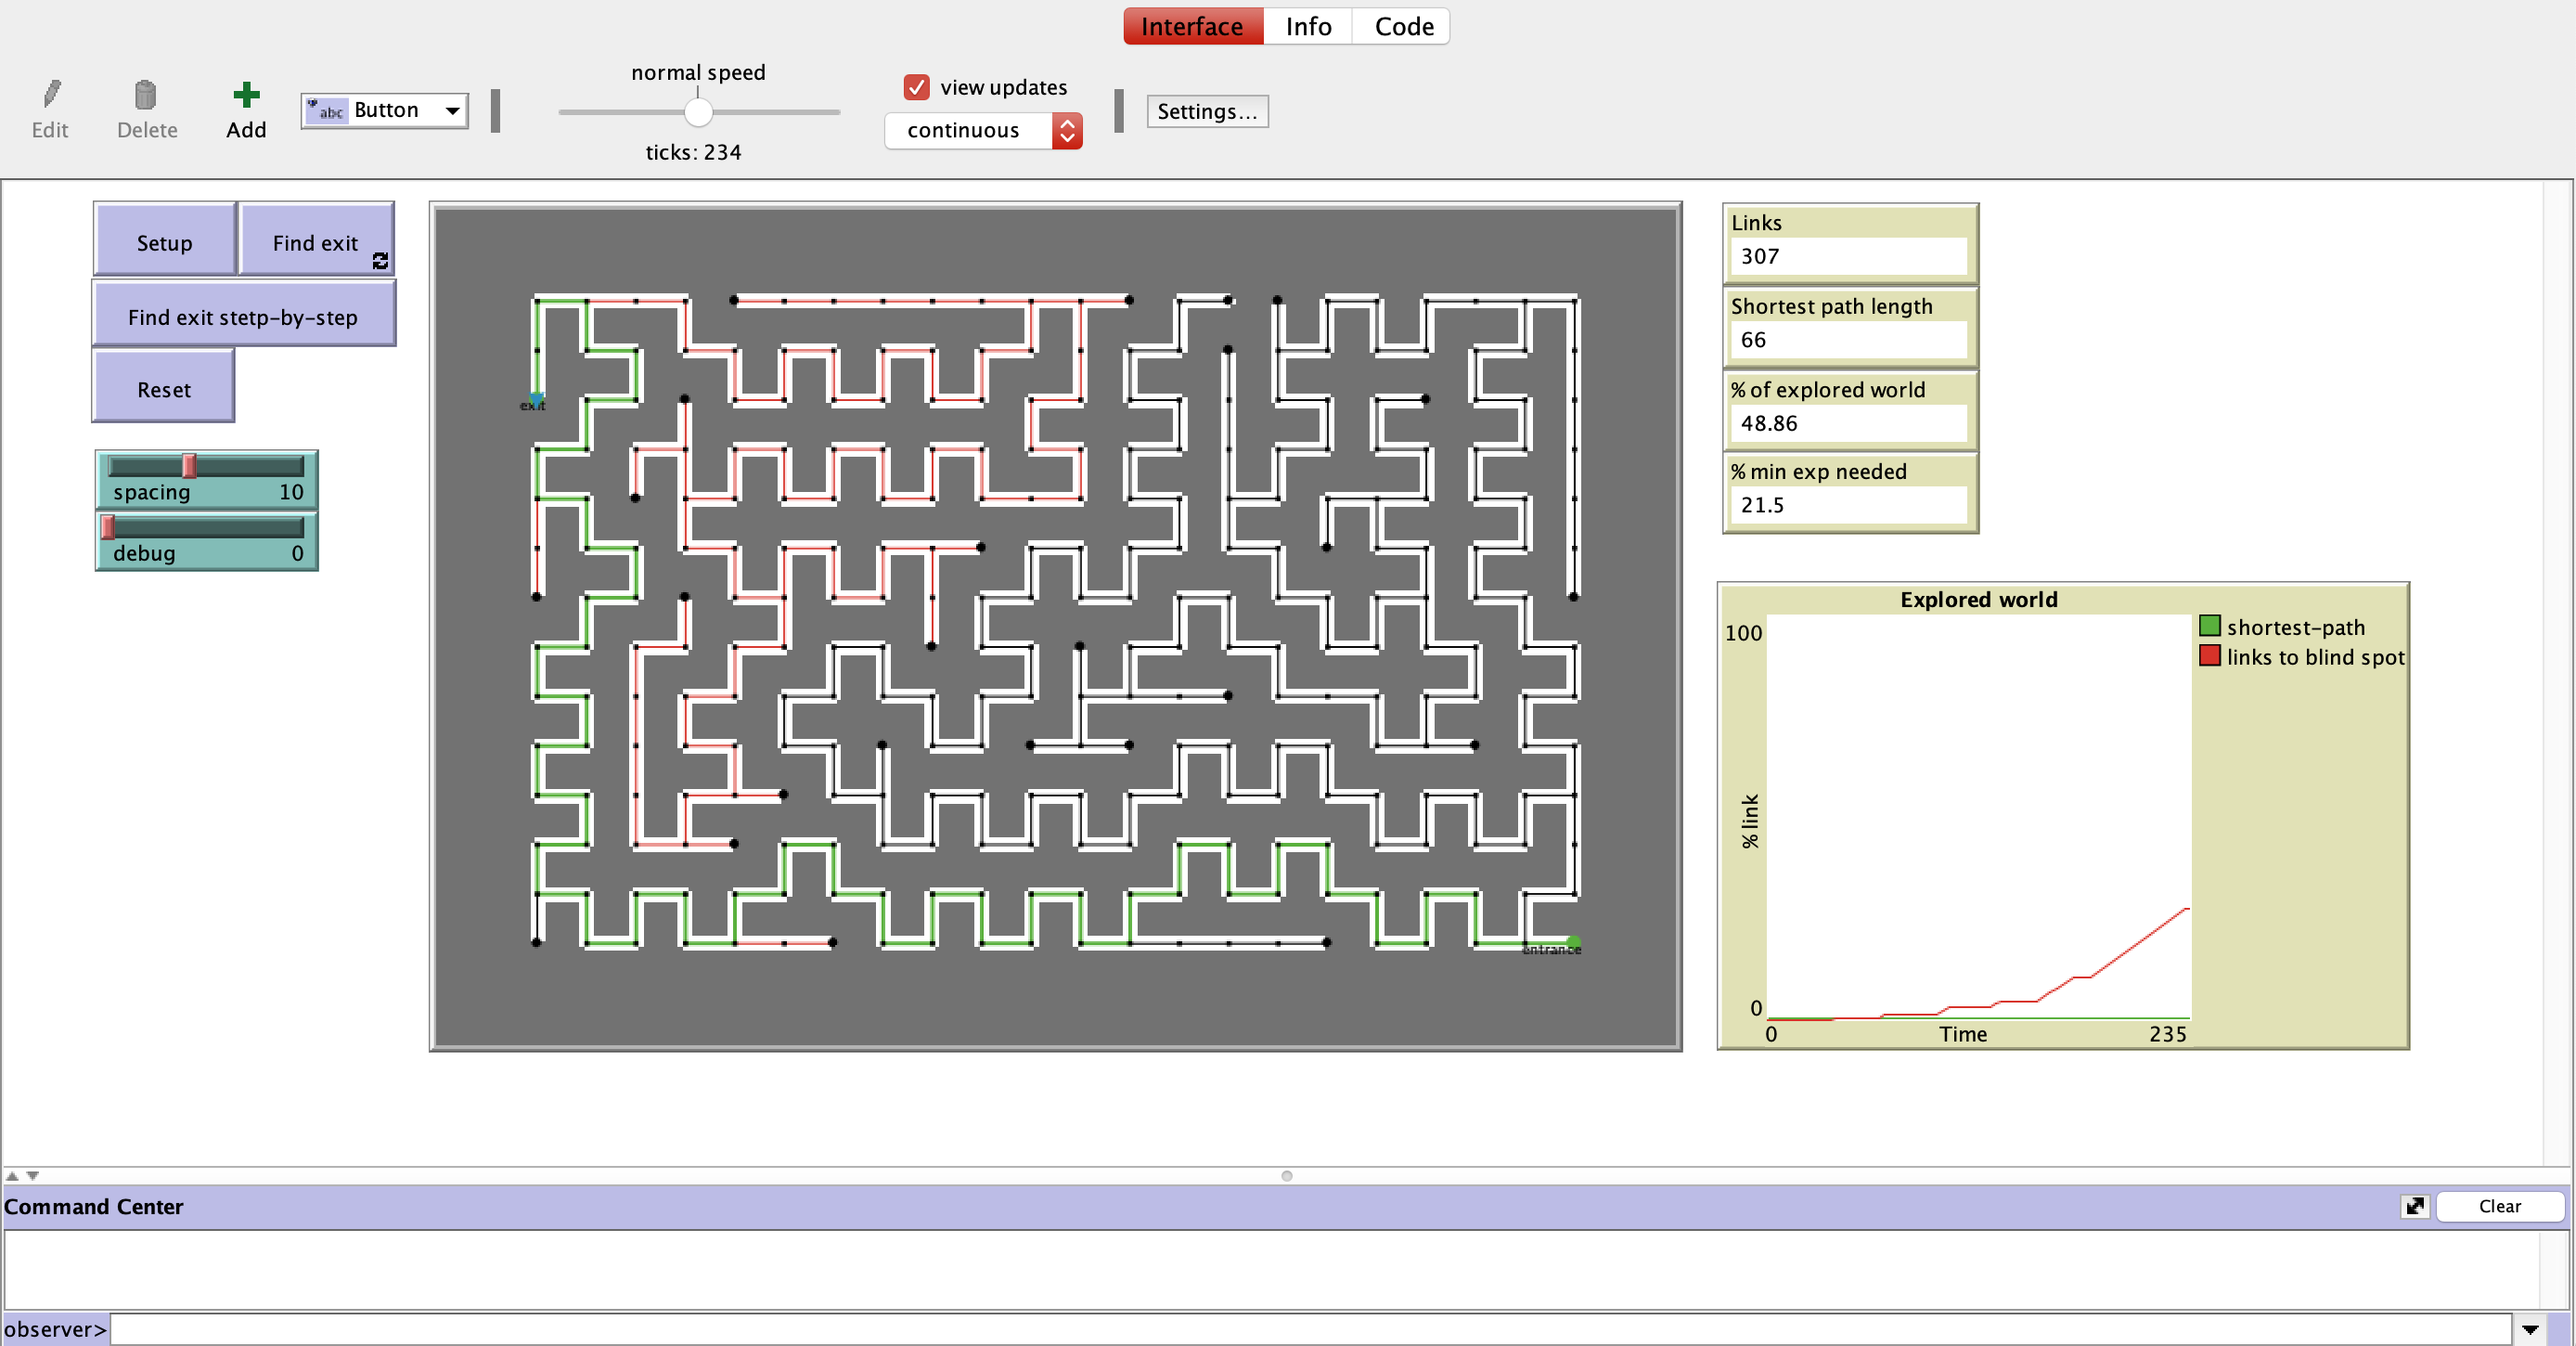 Interface Info Code
normal speed
view updates
Edit Delete Add abc Button continuous Settings...
ticks: 234
Setup Find exit
Find exit stetp-by-step
Reset
spacing 10
debug 0
exit
entrance
Links
307
Shortest path length
66
% of explored world
48.86
% min exp needed
21.5
Explored world
100
% link
0
0 Time 235
shortest-path
links to blind spot
Command Center Clear
observer>